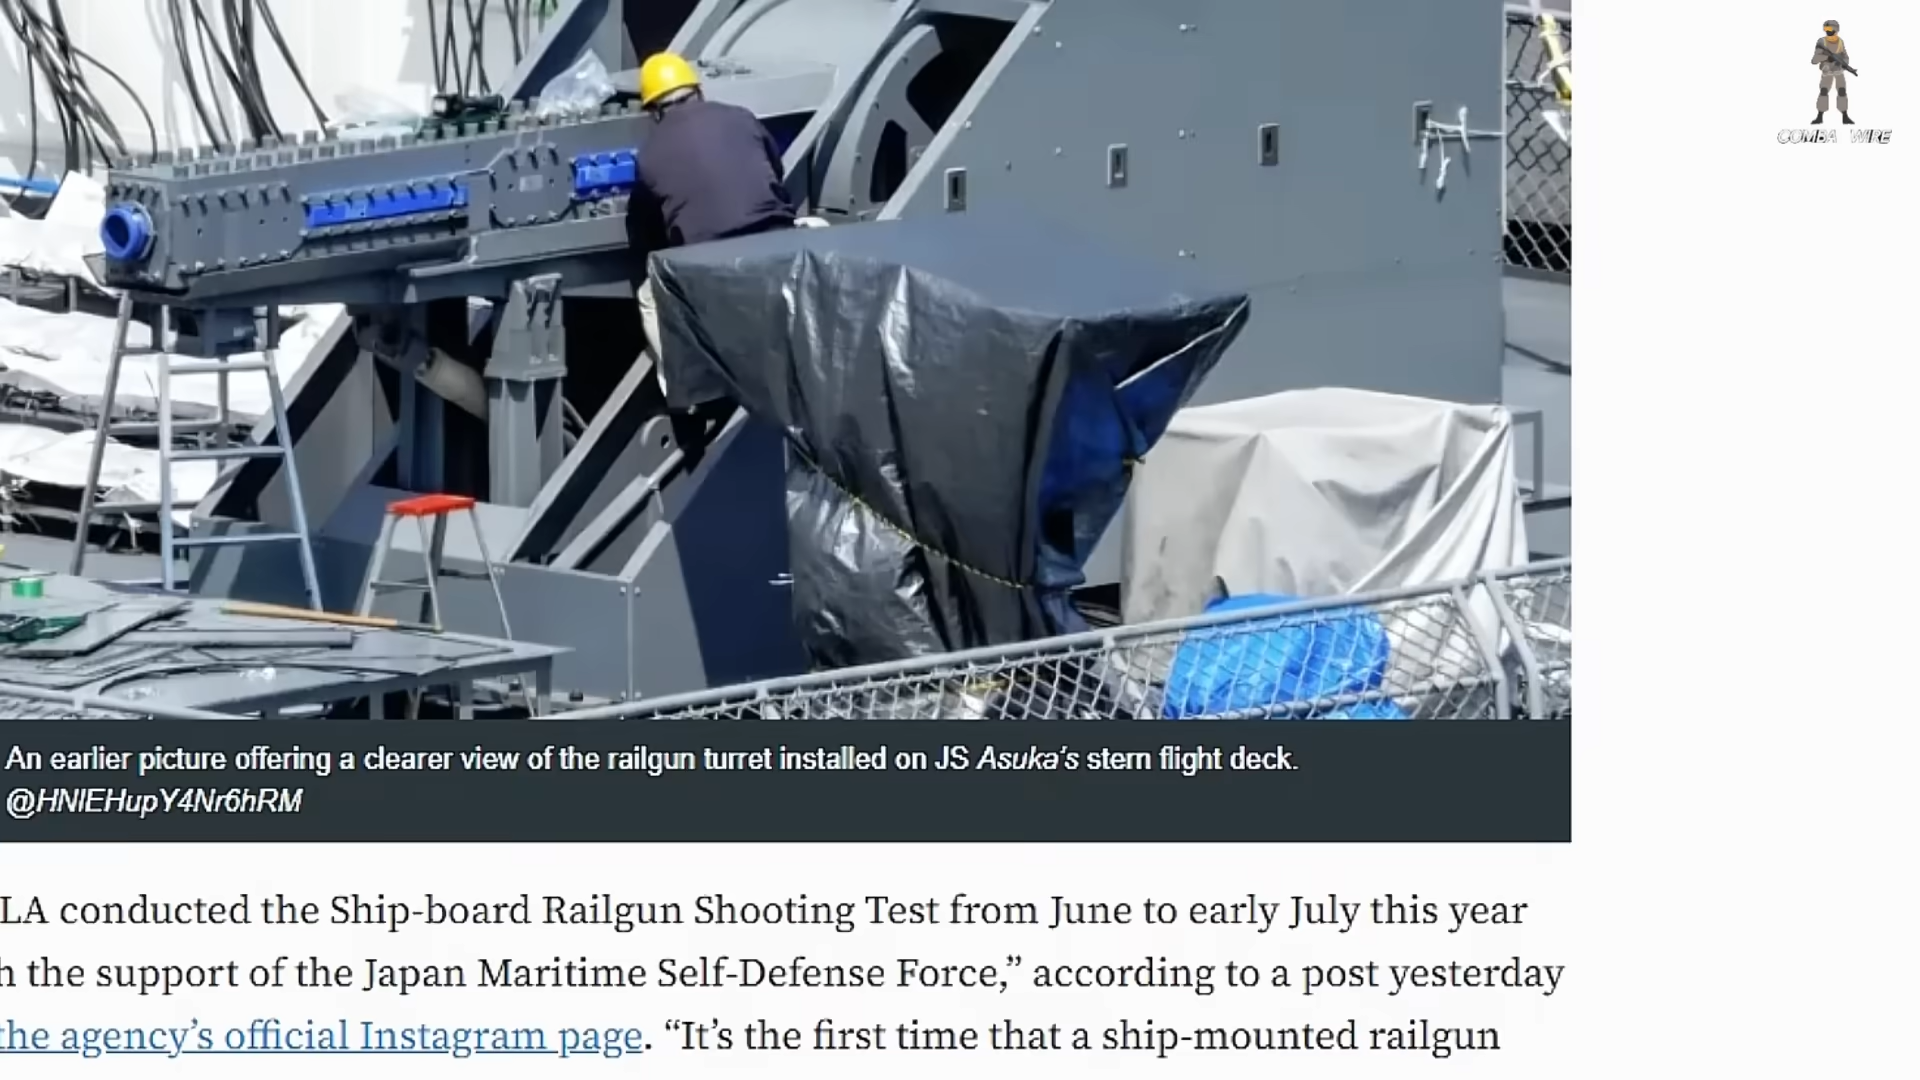 COMBA WIRE
An earlier picture offering a clearer view of the railgun turret installed on JS Asuka's stern flight deck.
@HNlEHupY4Nr6hRM
LA conducted the Ship-board Railgun Shooting Test from June to early July this year
h the support of the Japan Maritime Self-Defense Force,” according to a post yesterday
the agency’s official Instagram page. “It’s the first time that a ship-mounted railgun